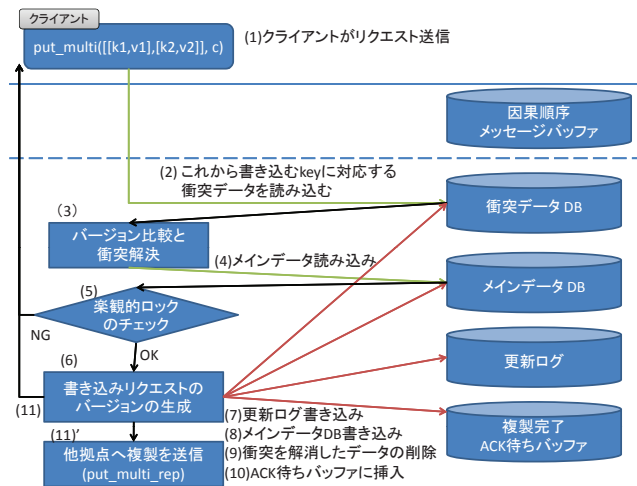 クライアント
put_multi([[k1,v1],[k2,v2]], c)
(1)クライアントがリクエスト送信
因果順序
メッセージバッファ
(2) これから書き込むkeyに対応する
衝突データを読み込む
衝突データ DB
（3）
バージョン比較と
衝突解決
(4)メインデータ読み込み
メインデータ DB
(5)
楽観的ロック
のチェック
NG
OK
更新ログ
(6)
書き込みリクエストの
バージョンの生成
(11)
(7)更新ログ書き込み
(8)メインデータDB書き込み
(9)衝突を解消したデータの削除
(10)ACK待ちバッファに挿入
複製完了
ACK待ちバッファ
(11)’
他拠点へ複製を送信
(put_multi_rep)